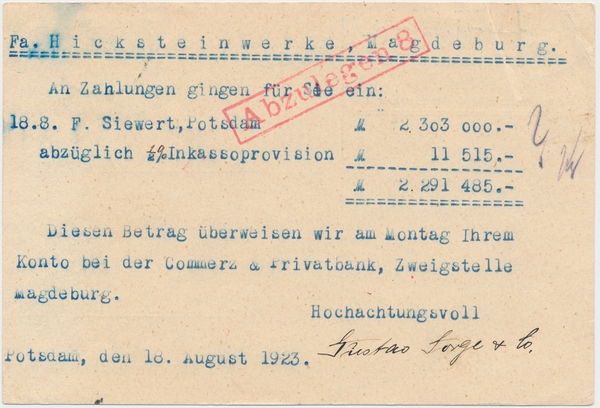 Fa. Hicksteinwerke, Magdeburg.
Abzulegen 8
An Zahlungen gingen für Sie ein:
18.8. F. Siewert, Potsdam M 2 303 000.-
abzüglich ½% Inkassoprovision M 11 515.-
M 2.291 485.-
Diesen Betrag überweisen wir am Montag Ihrem
Konto bei der Commerz & Privatbank, Zweigstelle
Magdeburg.
Hochachtungsvoll
Potsdam, den 18. August 1923.
Gustav Sorge & Co.